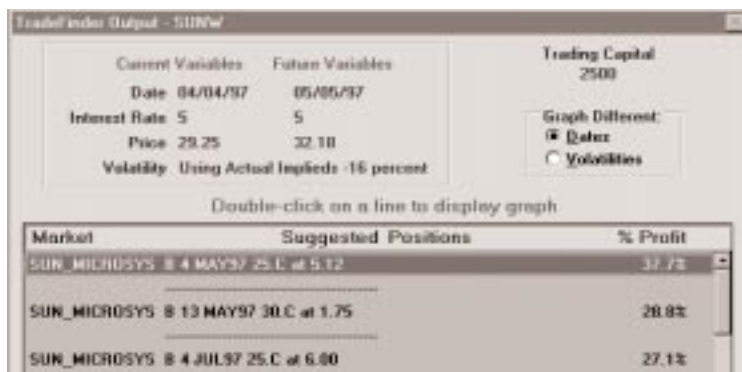 TradeFinder Output - SUNW
Current Variables Future Variables
Date 04/04/97 05/05/97
Interest Rate 5 5
Price 29.25 32.18
Volatility Using Actual Implieds -16 percent
Trading Capital
2500
Graph Different:
Dates
Volatilities
Double-click on a line to display graph
Market Suggested Positions % Profit
SUN_MICROSYS B 4 MAY97 25.C at 5.12 37.7%
SUN_MICROSYS B 13 MAY97 30.C at 1.75 28.8%
SUN_MICROSYS B 4 JUL97 25.C at 6.00 27.1%